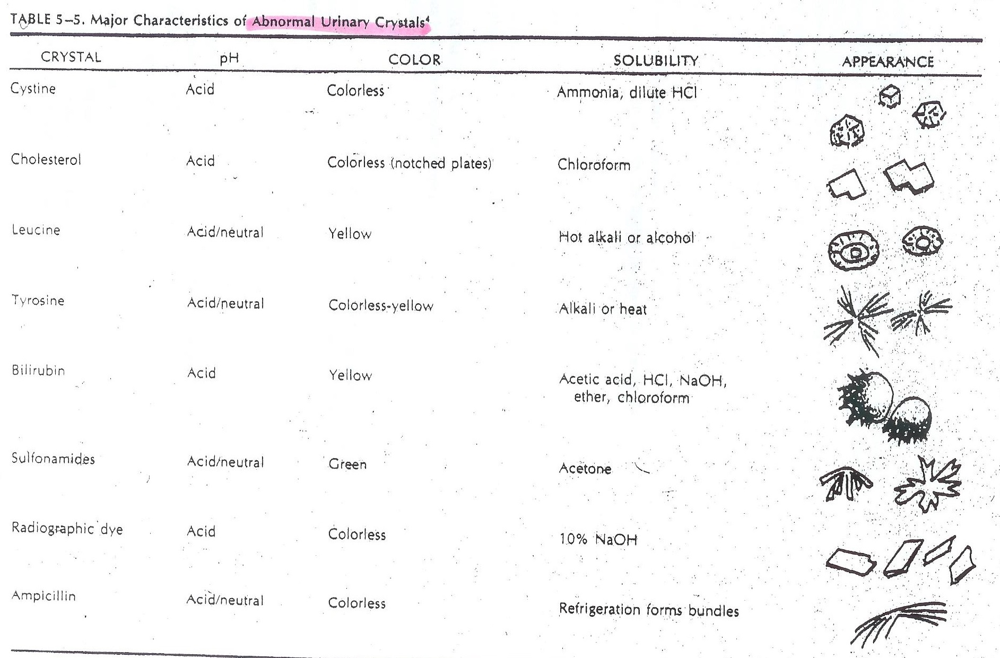 TABLE 5–5. Major Characteristics of Abnormal Urinary Crystals⁴
CRYSTAL pH COLOR SOLUBILITY APPEARANCE
Cystine Acid Colorless Ammonia, dilute HCl
Cholesterol Acid Colorless (notched plates) Chloroform
Leucine Acid/neutral Yellow Hot alkali or alcohol
Tyrosine Acid/neutral Colorless-yellow Alkali or heat
Bilirubin Acid Yellow Acetic acid, HCl, NaOH,
ether, chloroform
Sulfonamides Acid/neutral Green Acetone
Radiographic dye Acid Colorless 10% NaOH
Ampicillin Acid/neutral Colorless Refrigeration forms bundles